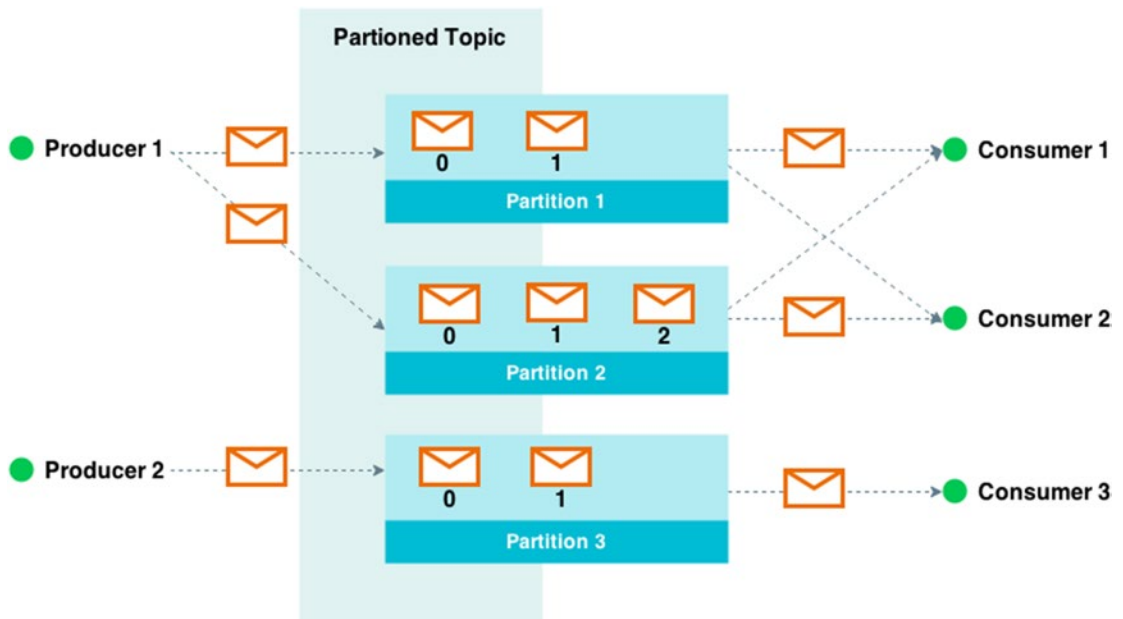 Partioned Topic
Producer 1
0 1
Partition 1
Consumer 1
0 1 2
Partition 2
Consumer 2
Producer 2
0 1
Partition 3
Consumer 3